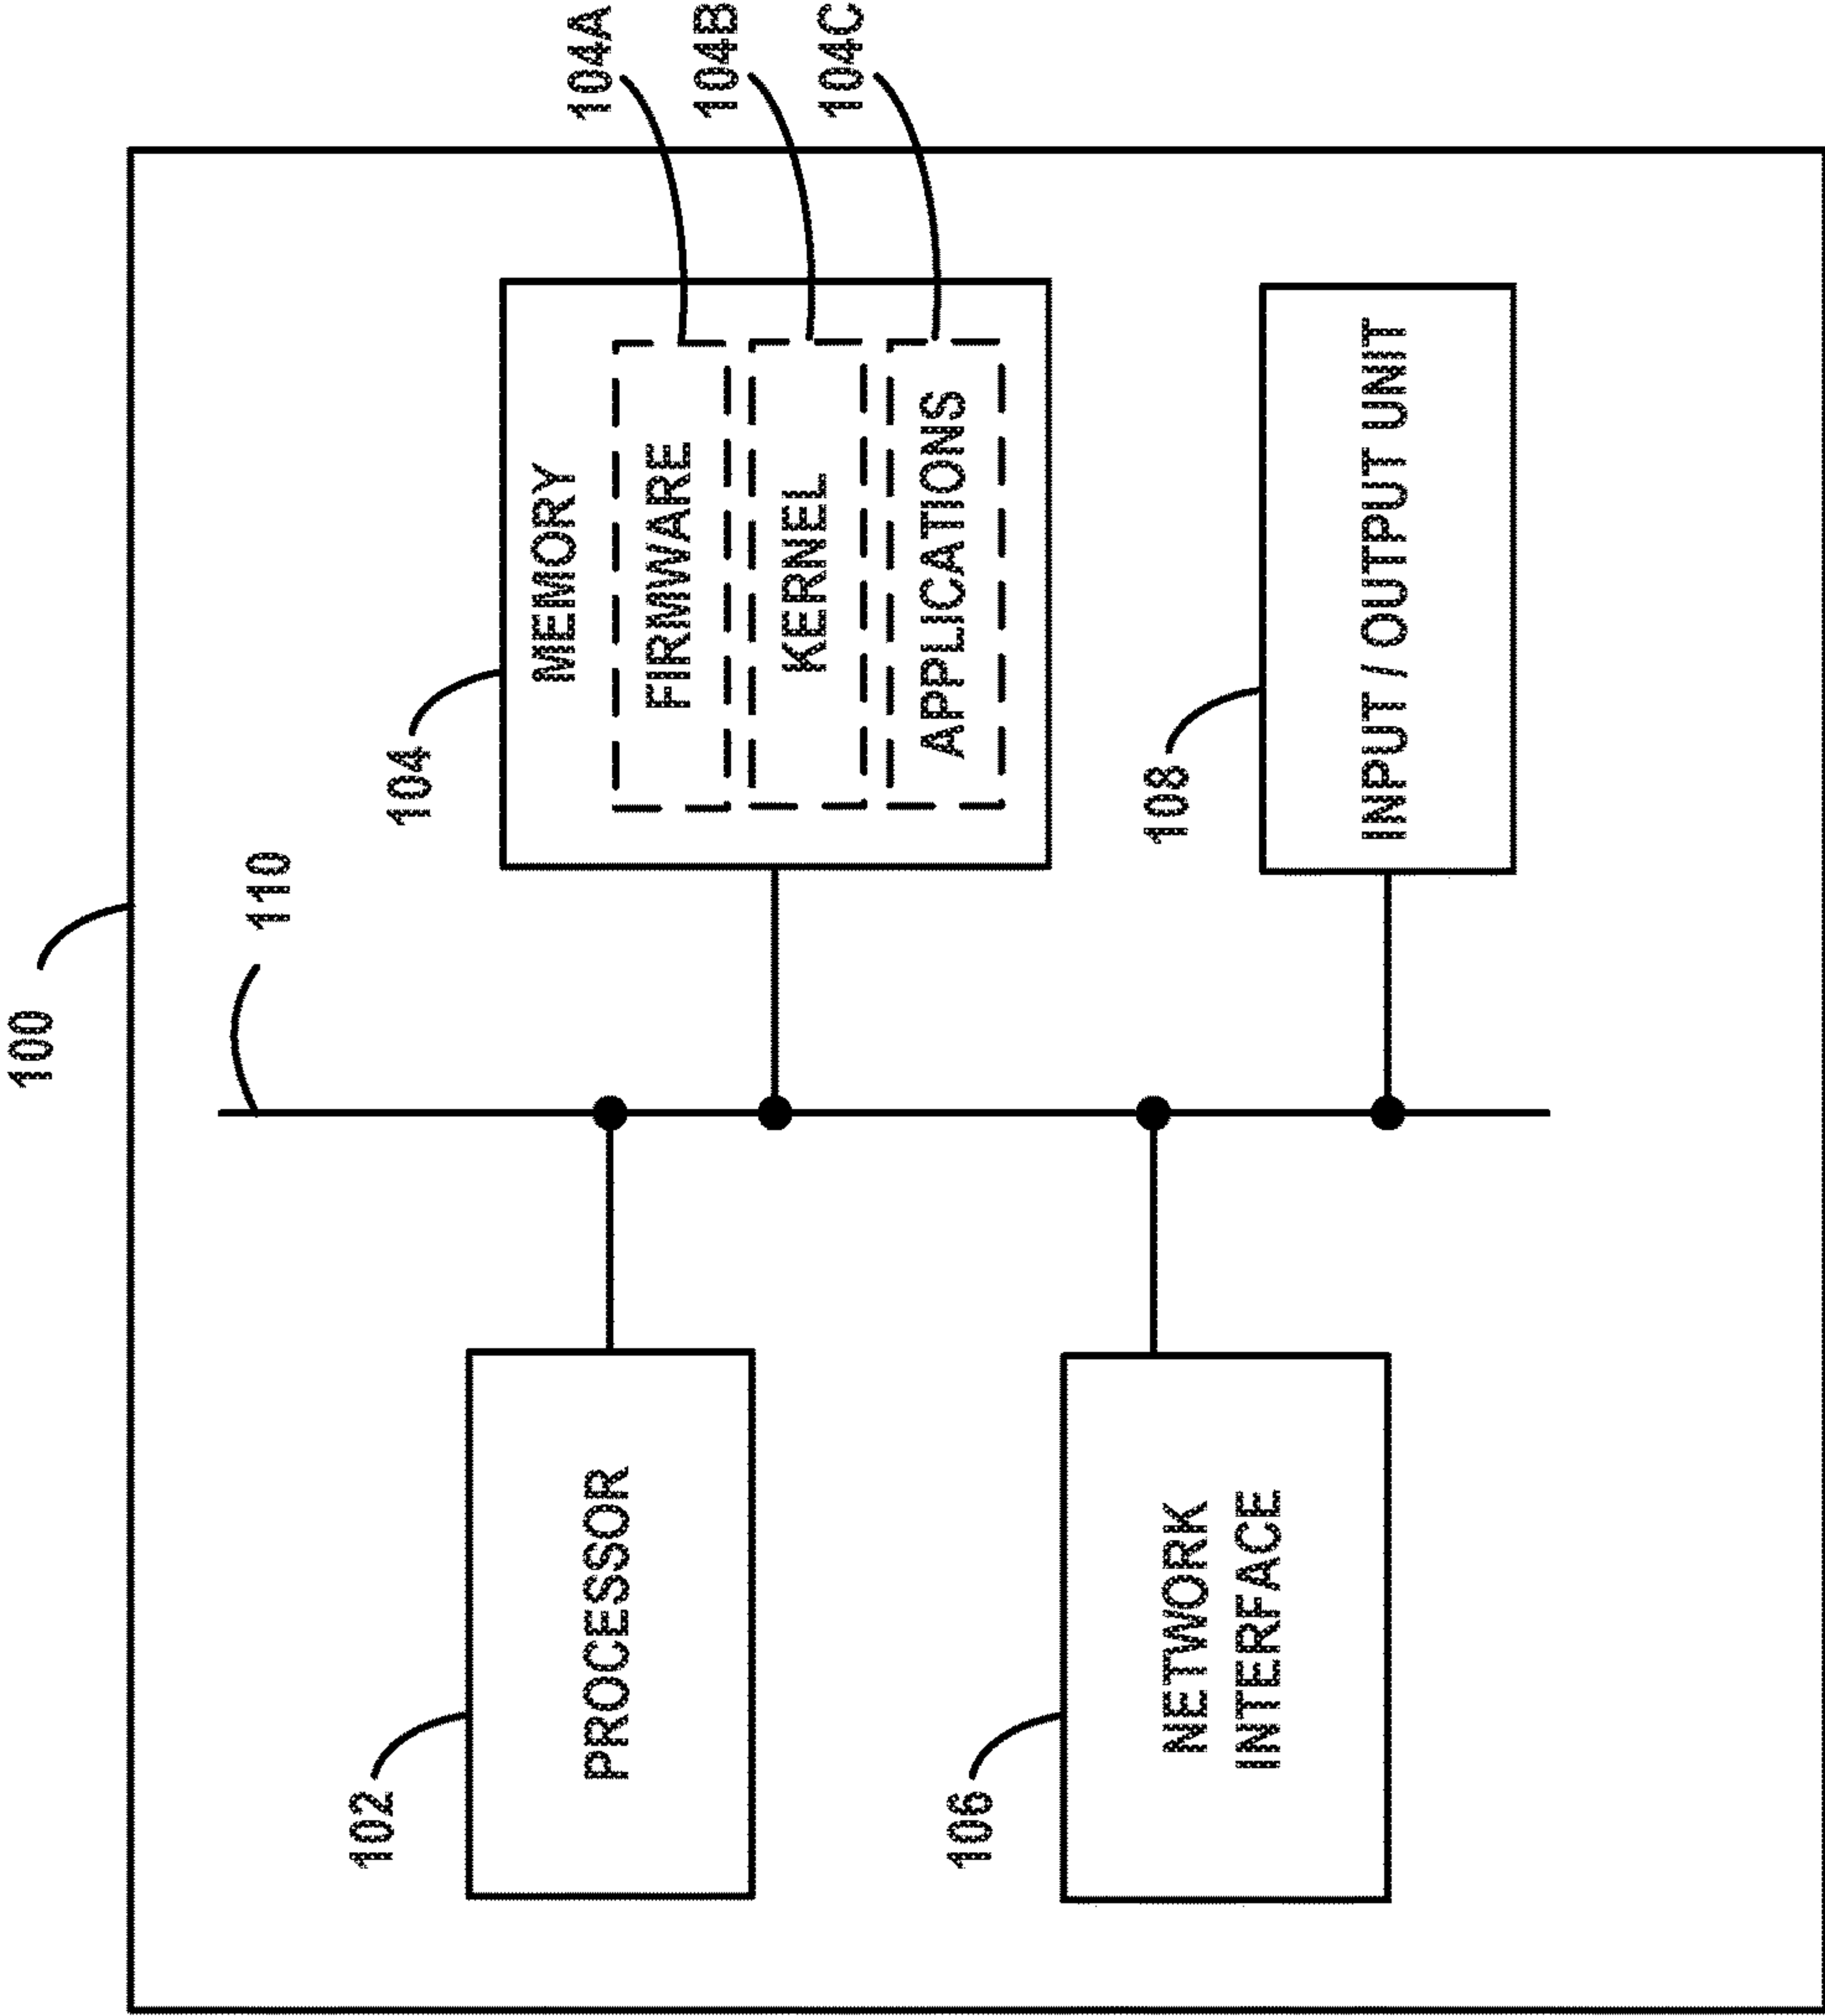 100
110
102
PROCESSOR
104
MEMORY
FIRMWARE
KERNEL
APPLICATIONS
104A
104B
104C
106
NETWORK
INTERFACE
108
INPUT / OUTPUT UNIT